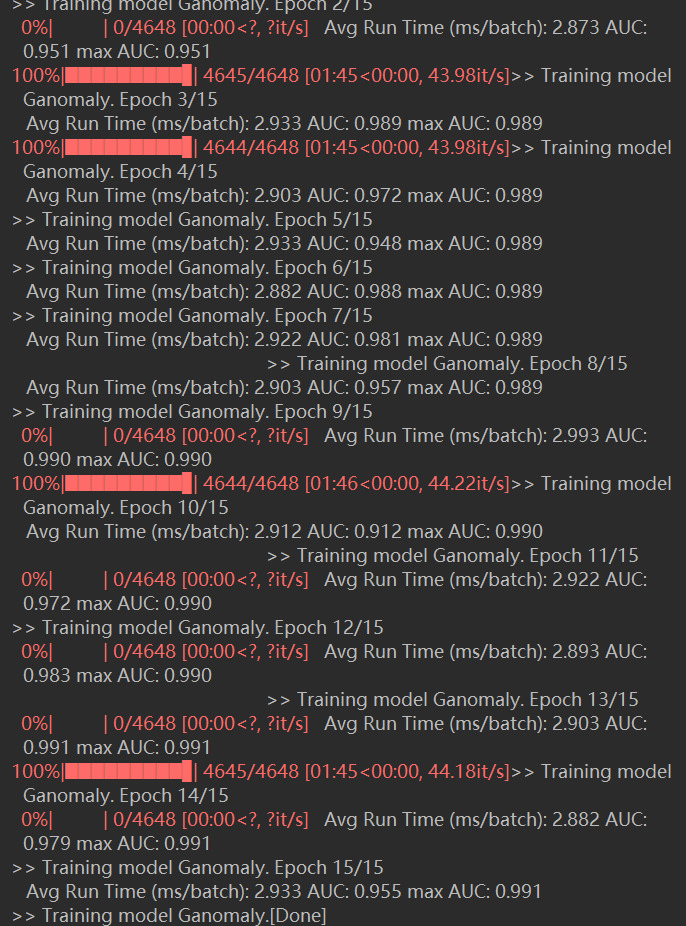 >> Training model Ganomaly. Epoch 2/15
0%| | 0/4648 [00:00<?, ?it/s] Avg Run Time (ms/batch): 2.873 AUC:
0.951 max AUC: 0.951
100%|██████████| 4645/4648 [01:45<00:00, 43.98it/s]>> Training model
Ganomaly. Epoch 3/15
Avg Run Time (ms/batch): 2.933 AUC: 0.989 max AUC: 0.989
100%|██████████| 4644/4648 [01:45<00:00, 43.98it/s]>> Training model
Ganomaly. Epoch 4/15
Avg Run Time (ms/batch): 2.903 AUC: 0.972 max AUC: 0.989
>> Training model Ganomaly. Epoch 5/15
Avg Run Time (ms/batch): 2.933 AUC: 0.948 max AUC: 0.989
>> Training model Ganomaly. Epoch 6/15
Avg Run Time (ms/batch): 2.882 AUC: 0.988 max AUC: 0.989
>> Training model Ganomaly. Epoch 7/15
Avg Run Time (ms/batch): 2.922 AUC: 0.981 max AUC: 0.989
>> Training model Ganomaly. Epoch 8/15
Avg Run Time (ms/batch): 2.903 AUC: 0.957 max AUC: 0.989
>> Training model Ganomaly. Epoch 9/15
0%| | 0/4648 [00:00<?, ?it/s] Avg Run Time (ms/batch): 2.993 AUC:
0.990 max AUC: 0.990
100%|██████████| 4644/4648 [01:46<00:00, 44.22it/s]>> Training model
Ganomaly. Epoch 10/15
Avg Run Time (ms/batch): 2.912 AUC: 0.912 max AUC: 0.990
>> Training model Ganomaly. Epoch 11/15
0%| | 0/4648 [00:00<?, ?it/s] Avg Run Time (ms/batch): 2.922 AUC:
0.972 max AUC: 0.990
>> Training model Ganomaly. Epoch 12/15
0%| | 0/4648 [00:00<?, ?it/s] Avg Run Time (ms/batch): 2.893 AUC:
0.983 max AUC: 0.990
>> Training model Ganomaly. Epoch 13/15
0%| | 0/4648 [00:00<?, ?it/s] Avg Run Time (ms/batch): 2.903 AUC:
0.991 max AUC: 0.991
100%|██████████| 4645/4648 [01:45<00:00, 44.18it/s]>> Training model
Ganomaly. Epoch 14/15
0%| | 0/4648 [00:00<?, ?it/s] Avg Run Time (ms/batch): 2.882 AUC:
0.979 max AUC: 0.991
>> Training model Ganomaly. Epoch 15/15
Avg Run Time (ms/batch): 2.933 AUC: 0.955 max AUC: 0.991
>> Training model Ganomaly.[Done]